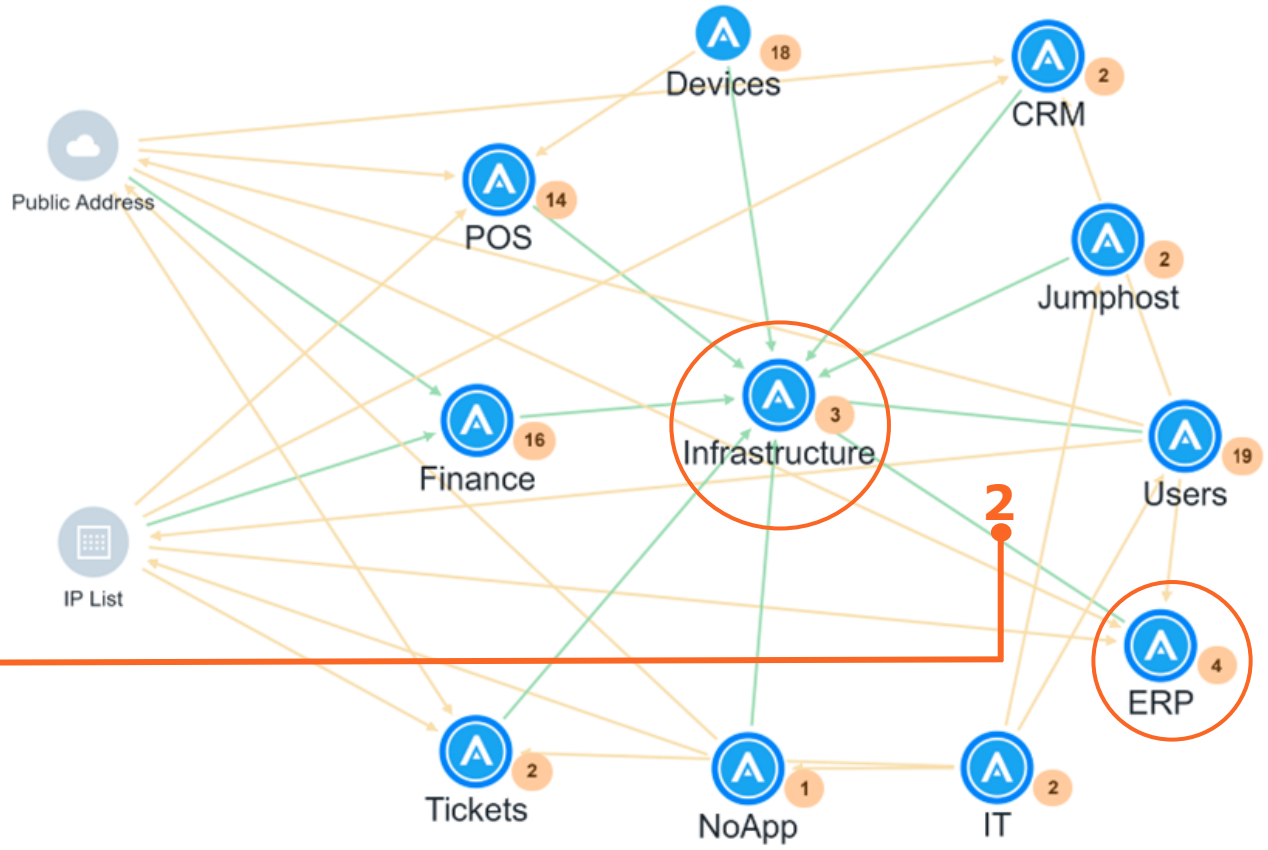 18
Devices
2
CRM
Public Address
14
POS
2
Jumphost
3
Infrastructure
16
Finance
19
Users
2
IP List
4
ERP
2
Tickets
1
NoApp
2
IT